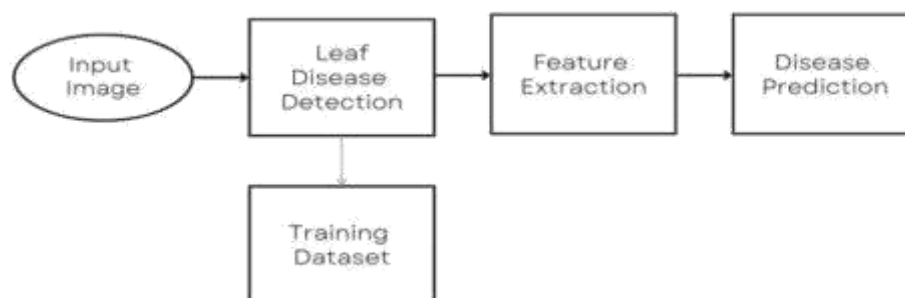 Input
Image
Leaf
Disease
Detection
Feature
Extraction
Disease
Prediction
Training
Dataset